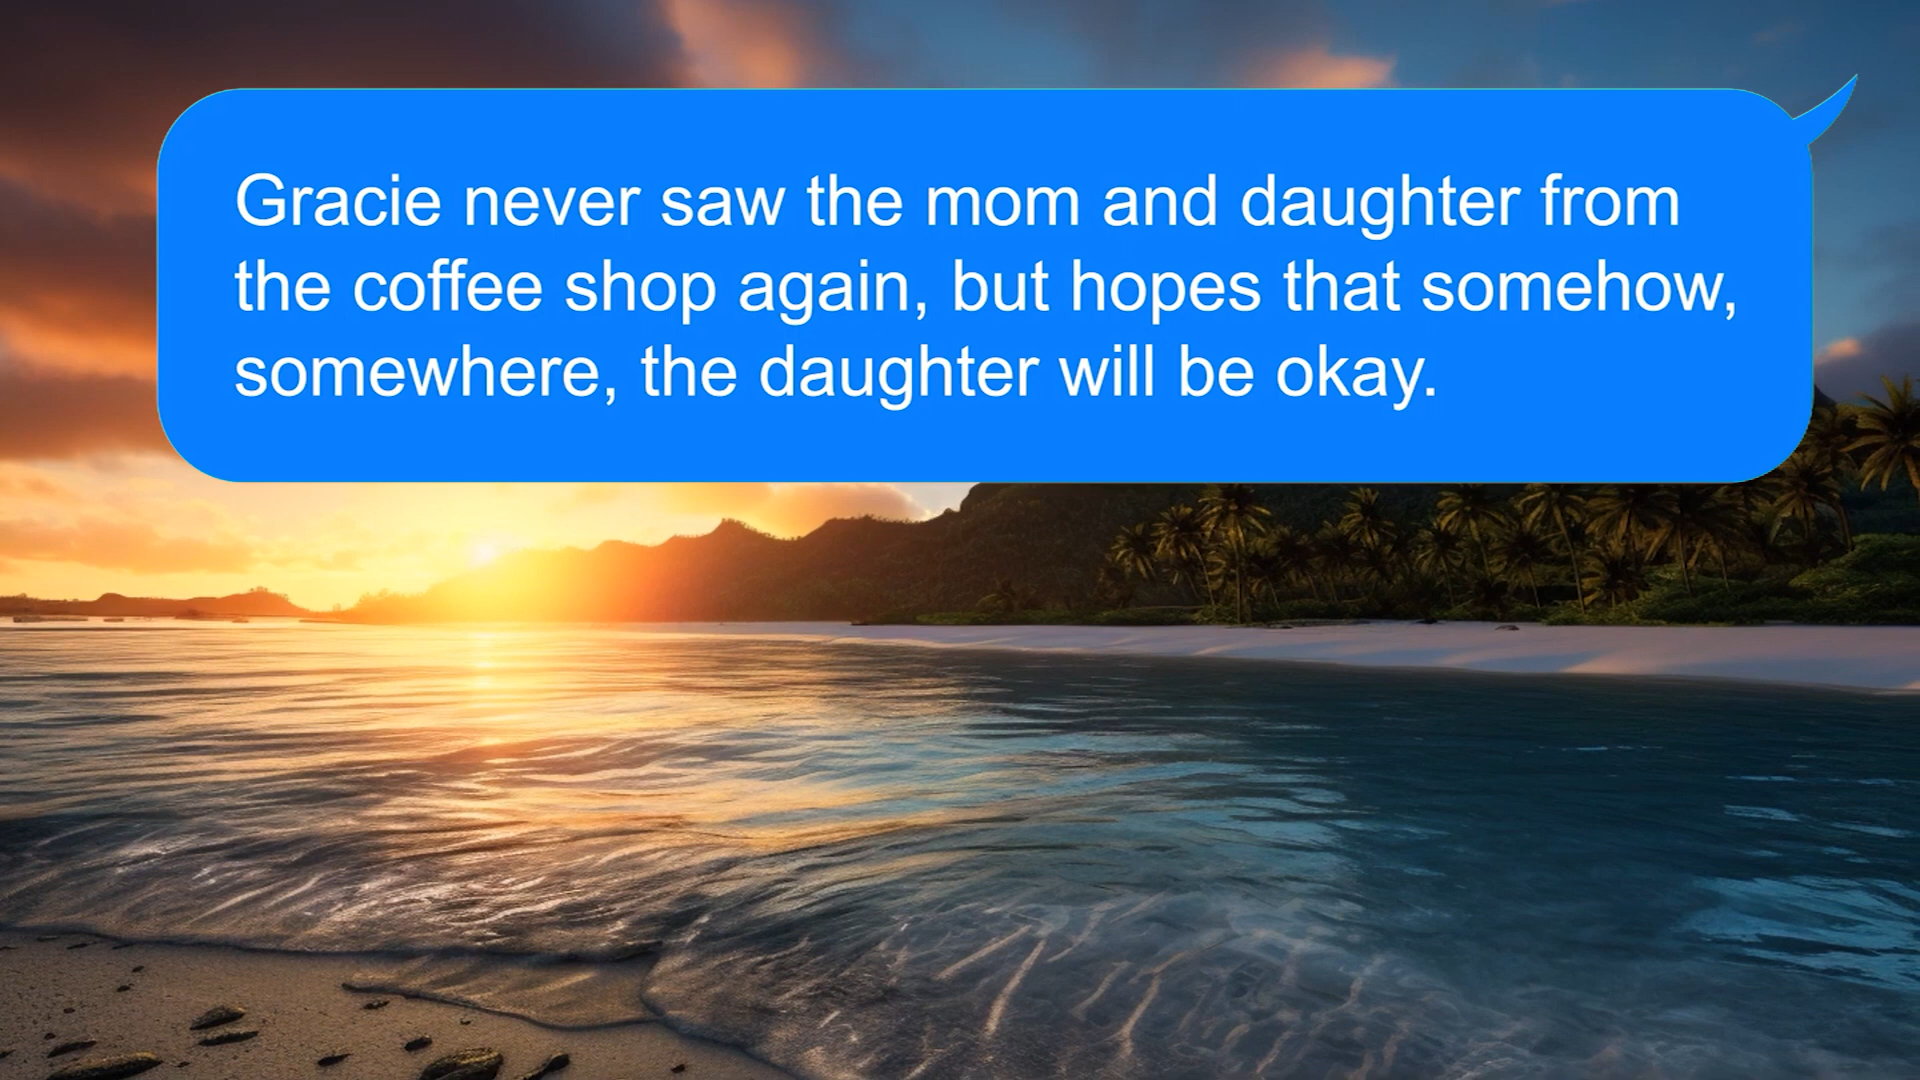 Gracie never saw the mom and daughter from
the coffee shop again, but hopes that somehow,
somewhere, the daughter will be okay.